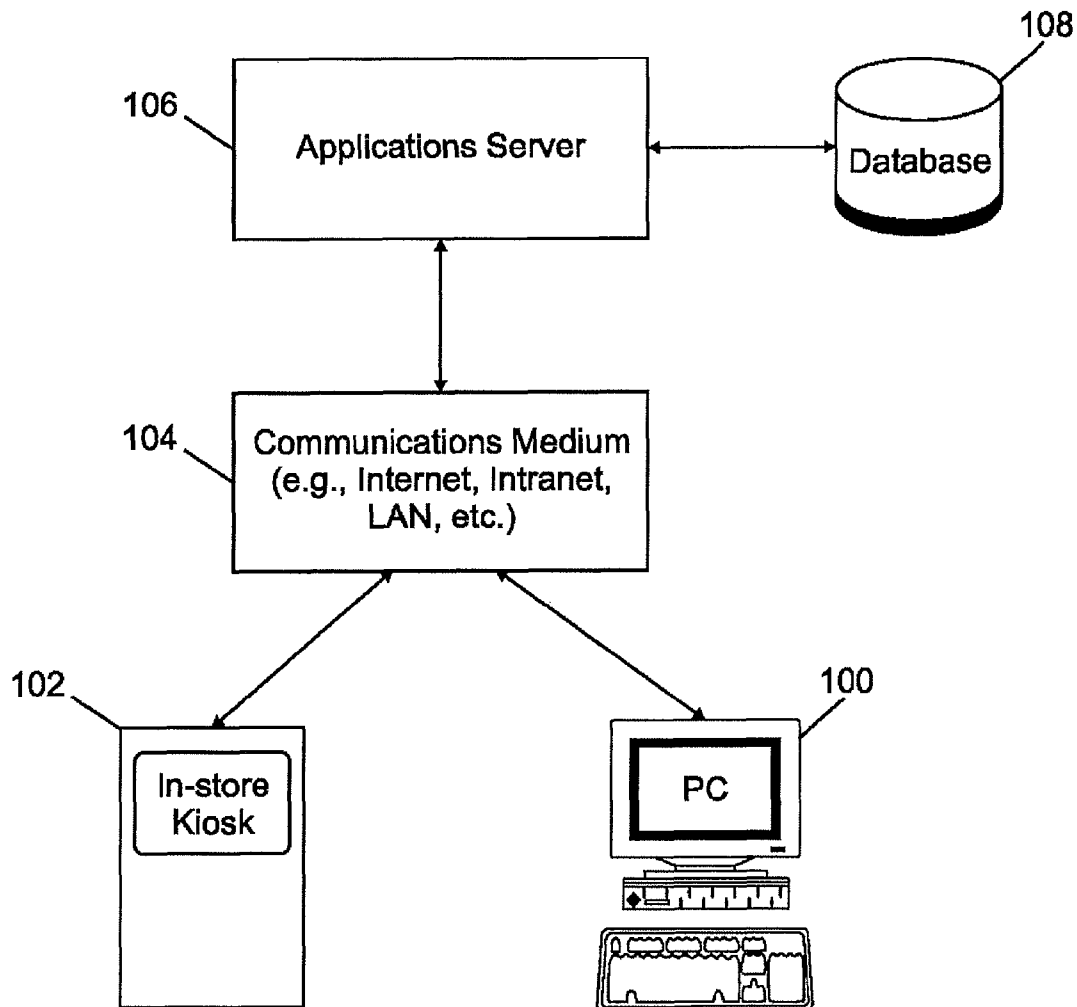 108
106
Applications Server
Database
104
Communications Medium
(e.g., Internet, Intranet,
LAN, etc.)
102
100
In-store
Kiosk
PC